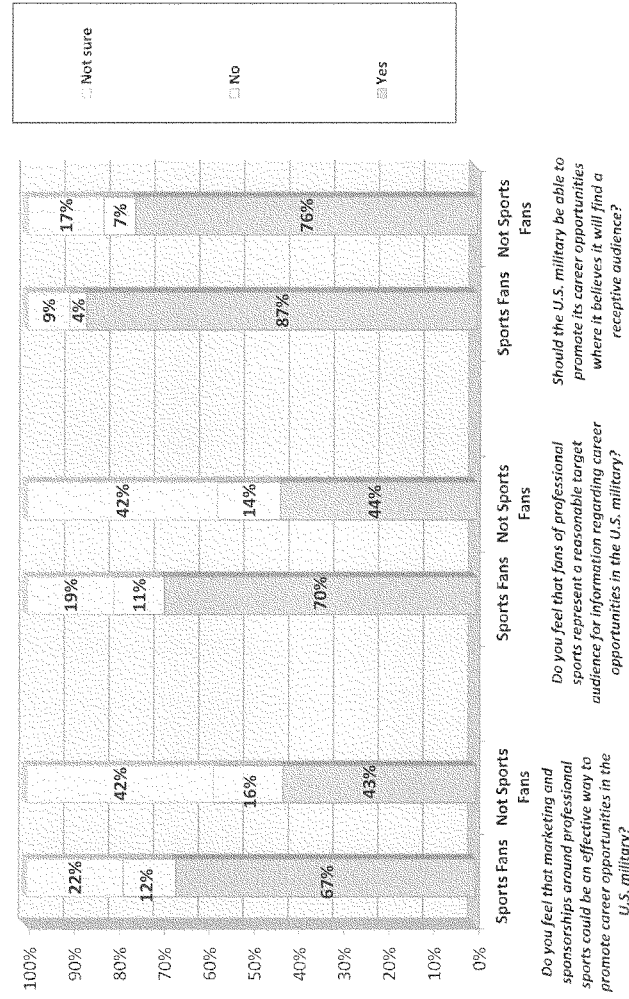 Not sure
No
Yes
100%
90%
80%
70%
60%
50%
40%
30%
20%
10%
0%
22%
12%
67%
42%
16%
43%
19%
11%
70%
42%
14%
44%
9%
4%
87%
17%
7%
76%
Sports Fans
Not Sports
Fans
Sports Fans
Not Sports
Fans
Sports Fans
Not Sports
Fans
Do you feel that marketing and
sponsorships around professional
sports could be an effective way to
promote career opportunities in the
U.S. military?
Do you feel that fans of professional
sports represent a reasonable target
audience for information regarding career
opportunities in the U.S. military?
Should the U.S. military be able to
promote its career opportunities
where it believes it will find a
receptive audience?